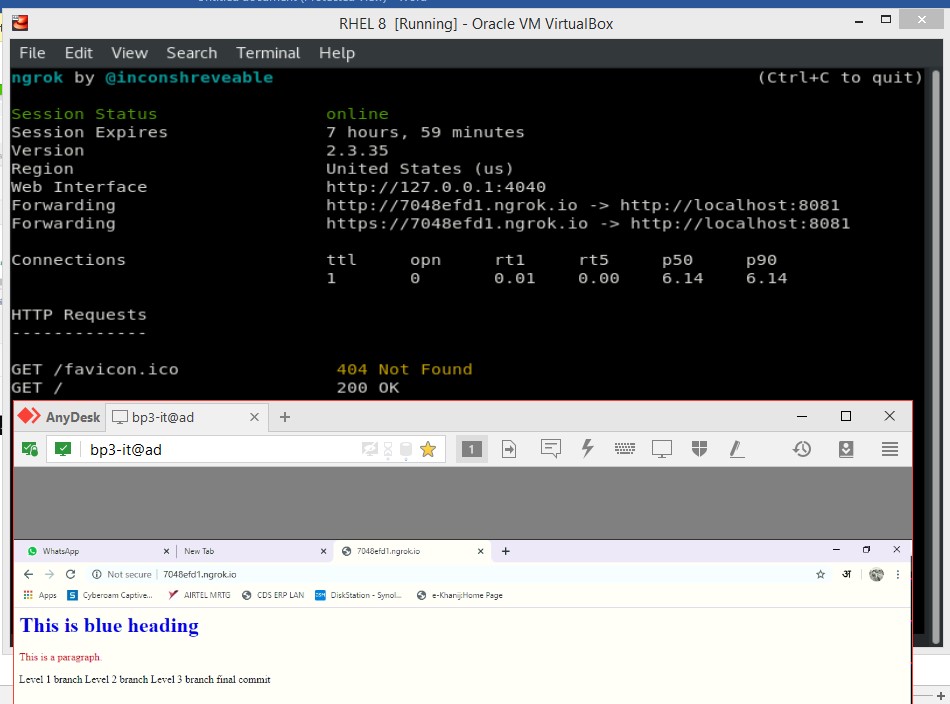 RHEL 8 [Running] - Oracle VM VirtualBox
File Edit View Search Terminal Help
ngrok by @inconshreveable (Ctrl+C to quit)
Session Status online
Session Expires 7 hours, 59 minutes
Version 2.3.35
Region United States (us)
Web Interface http://127.0.0.1:4040
Forwarding http://7048efd1.ngrok.io -> http://localhost:8081
Forwarding https://7048efd1.ngrok.io -> http://localhost:8081
Connections ttl opn rt1 rt5 p50 p90
1 0 0.01 0.00 6.14 6.14
HTTP Requests
-------------
GET /favicon.ico 404 Not Found
GET / 200 OK
AnyDesk bp3-it@ad
bp3-it@ad 1
WhatsApp New Tab 7048efd1.ngrok.io
Not secure 7048efd1.ngrok.io अ
Apps S Cyberoam Captive... AIRTEL MRTG CDS ERP LAN DSM DiskStation - Synol... e-Khanij:Home Page
This is blue heading
This is a paragraph.
Level 1 branch Level 2 branch Level 3 branch final commit